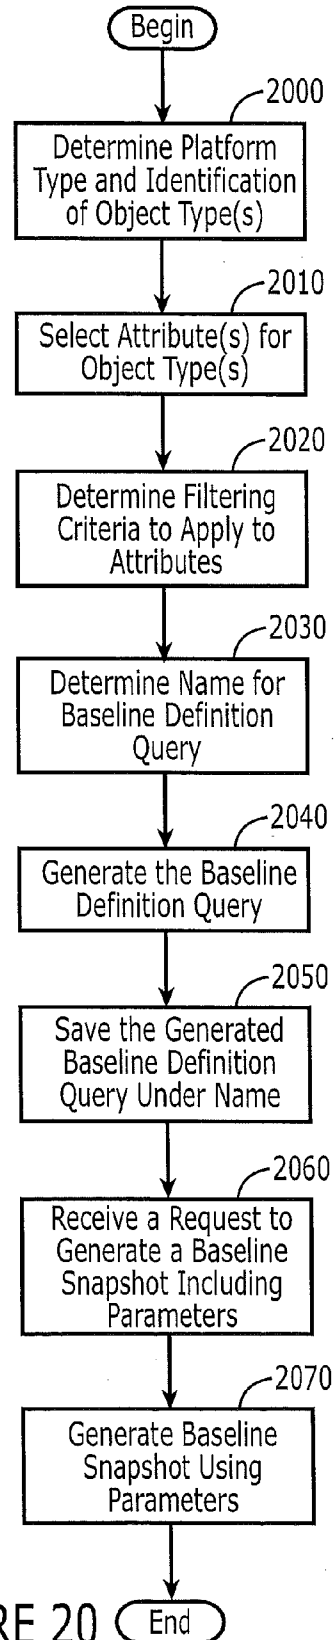 Begin
2000
Determine Platform
Type and Identification
of Object Type(s)
2010
Select Attribute(s) for
Object Type(s)
2020
Determine Filtering
Criteria to Apply to
Attributes
2030
Determine Name for
Baseline Definition
Query
2040
Generate the Baseline
Definition Query
2050
Save the Generated
Baseline Definition
Query Under Name
2060
Receive a Request to
Generate a Baseline
Snapshot Including
Parameters
2070
Generate Baseline
Snapshot Using
Parameters
RE 20
End